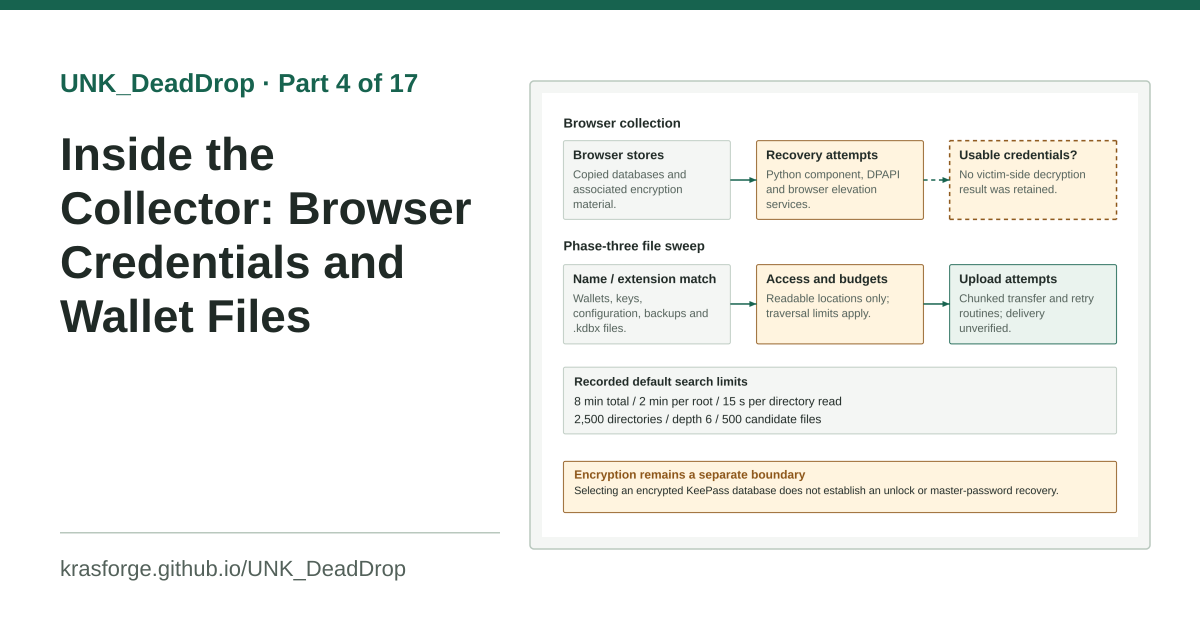 UNK_DeadDrop · Part 4 of 17
Inside the
Collector: Browser
Credentials and
Wallet Files
krasforge.github.io/UNK_DeadDrop
Browser collection
Browser stores
Copied databases and
associated encryption
material.
Recovery attempts
Python component, DPAPI
and browser elevation
services.
Usable credentials?
No victim-side decryption
result was retained.
Phase-three file sweep
Name / extension match
Wallets, keys,
configuration, backups and
.kdbx files.
Access and budgets
Readable locations only;
traversal limits apply.
Upload attempts
Chunked transfer and retry
routines; delivery
unverified.
Recorded default search limits
8 min total / 2 min per root / 15 s per directory read
2,500 directories / depth 6 / 500 candidate files
Encryption remains a separate boundary
Selecting an encrypted KeePass database does not establish an unlock or master-password recovery.